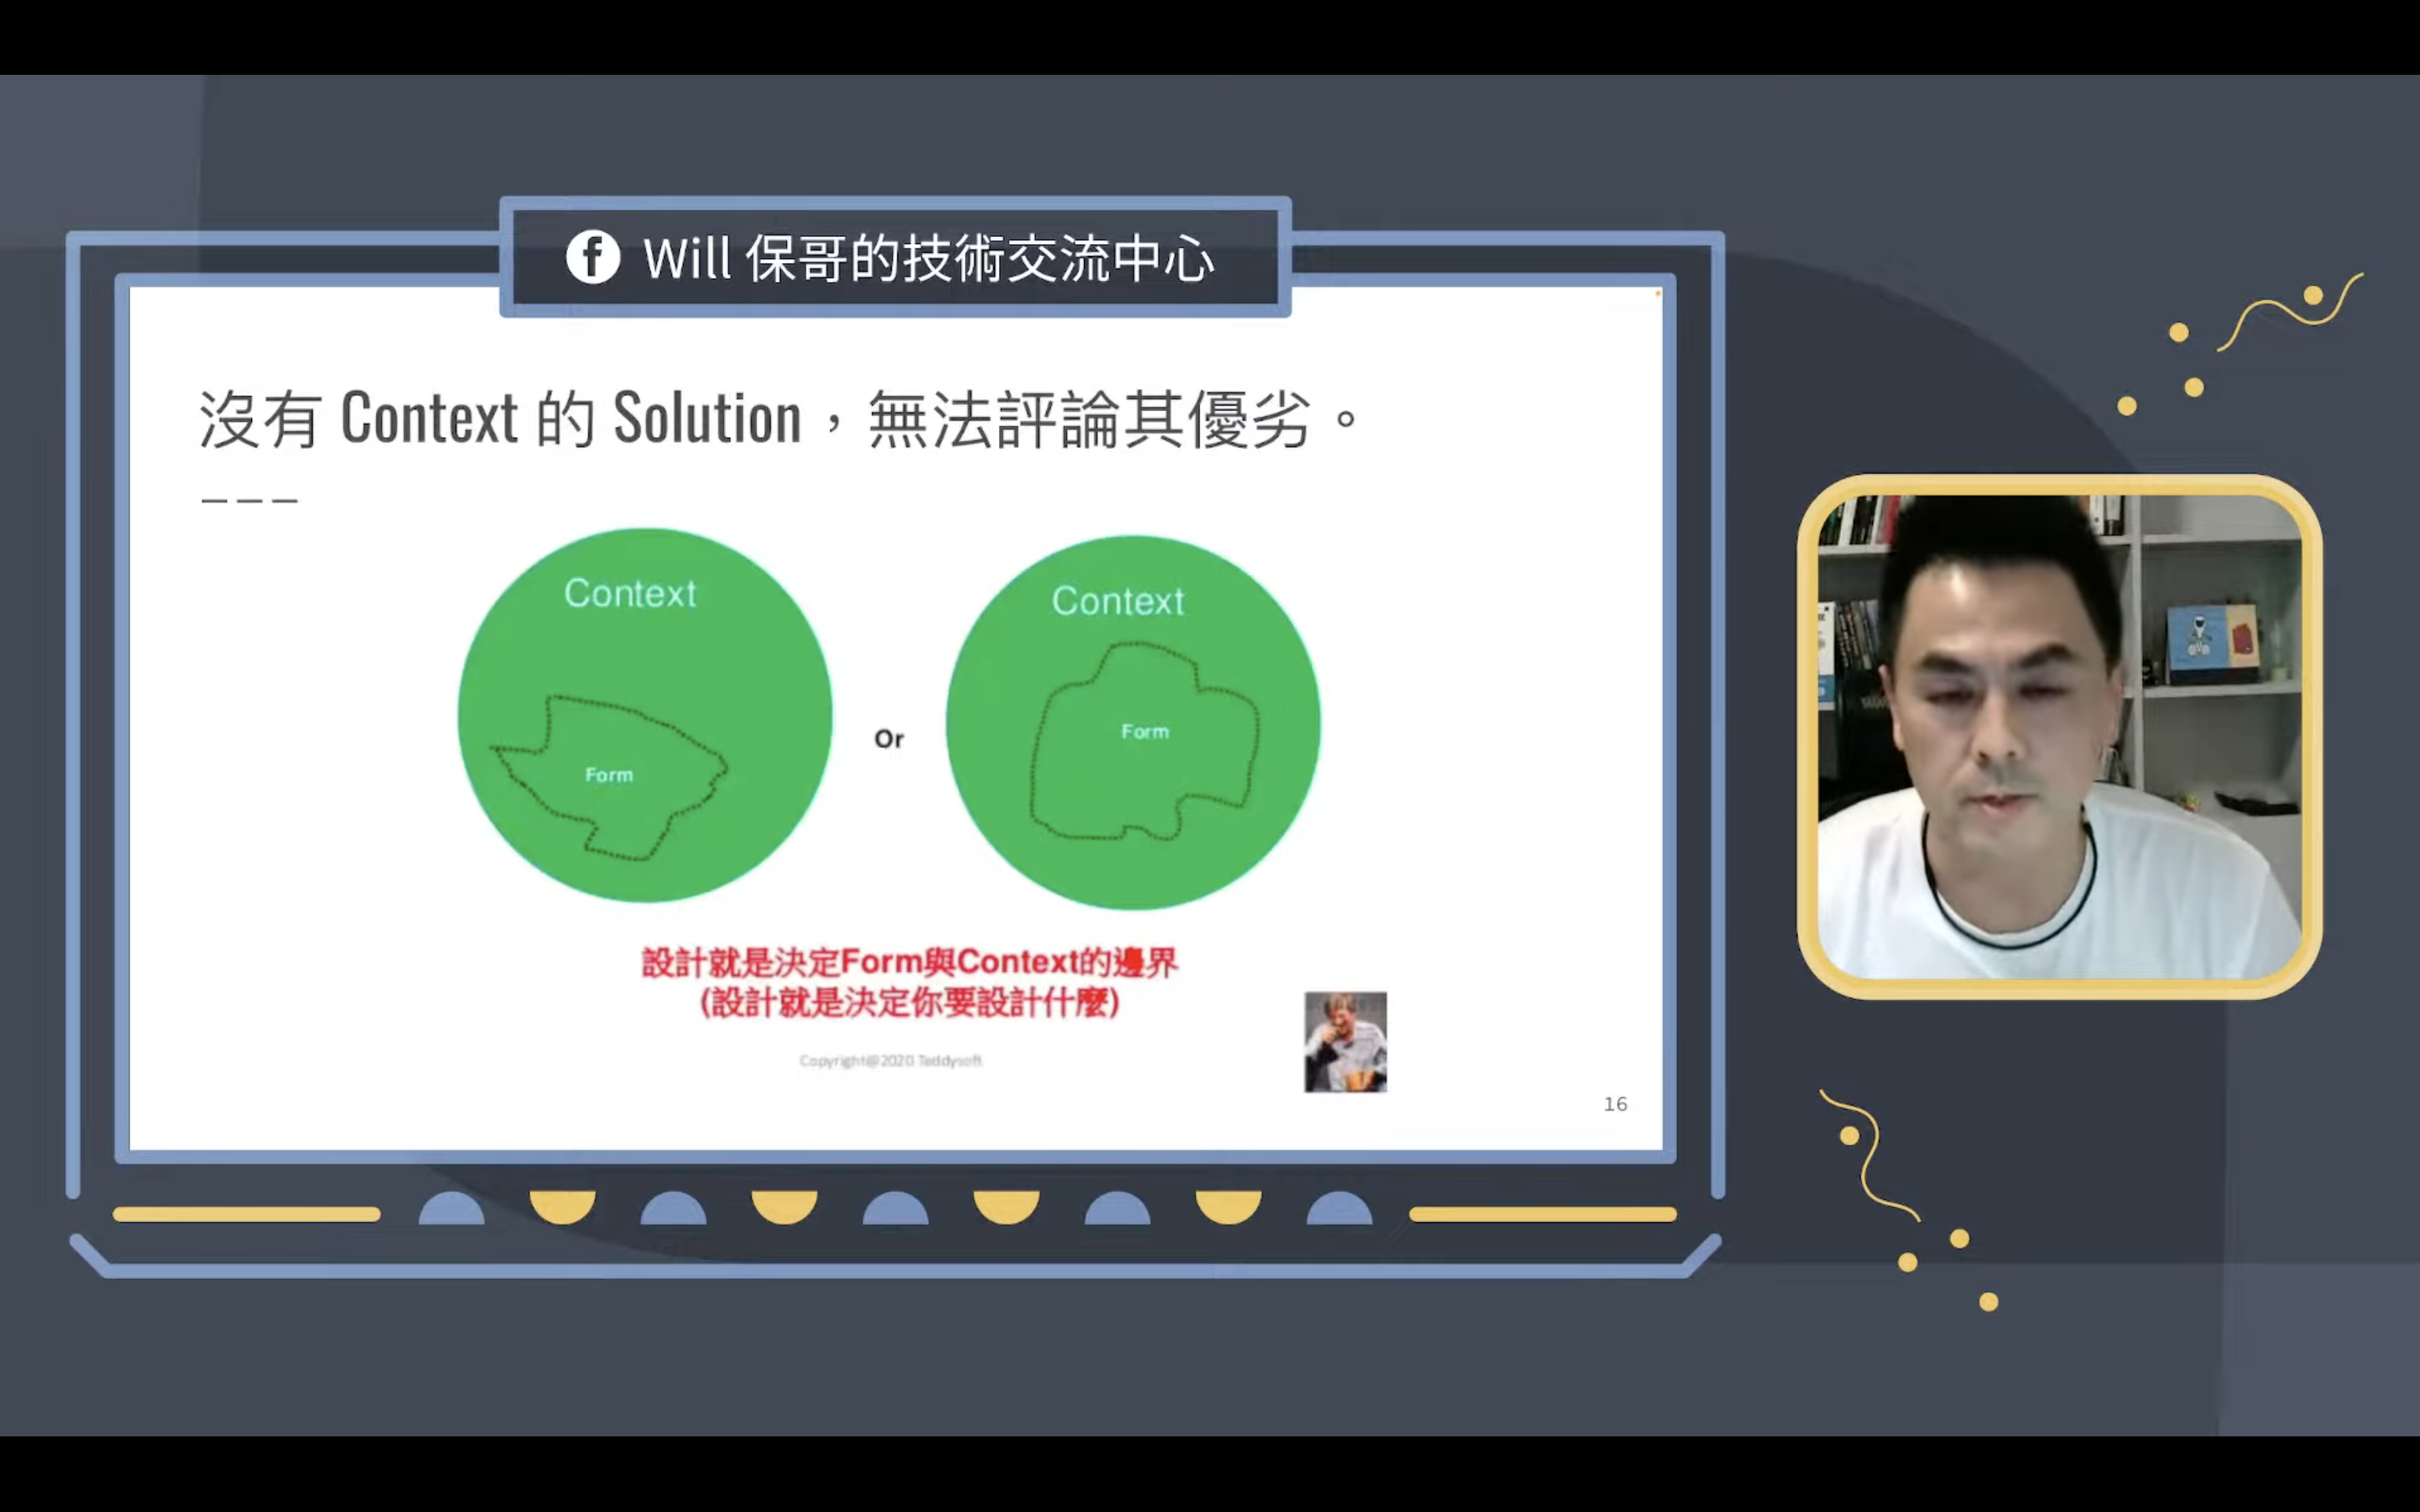 Will 保哥的技術交流中心
沒有 Context 的 Solution，無法評論其優劣。
Context
Form
Or
Context
Form
設計就是決定Form與Context的邊界
(設計就是決定你要設計什麼)
Copyright@2020 Teddysoft
16